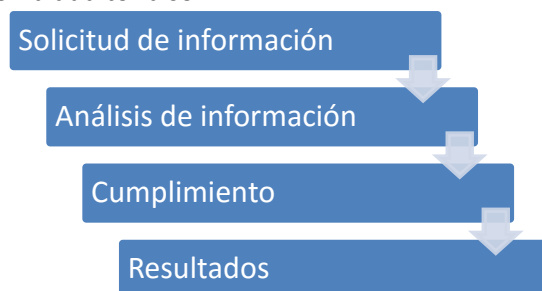 Solicitud de información
Análisis de información
Cumplimiento
Resultados